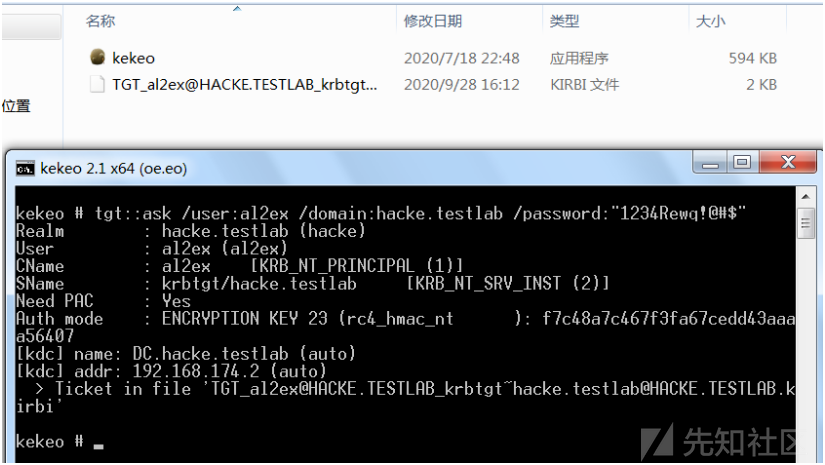 名称 修改日期 类型 大小
kekeo 2020/7/18 22:48 应用程序 594 KB
TGT_al2ex@HACKE.TESTLAB_krbtgt... 2020/9/28 16:12 KIRBI 文件 2 KB
位置
kekeo 2.1 x64 (oe.eo)
kekeo # tgt::ask /user:al2ex /domain:hacke.testlab /password:"1234Rewq!@#$"
Realm : hacke.testlab (hacke)
User : al2ex (al2ex)
CName : al2ex [KRB_NT_PRINCIPAL (1)]
SName : krbtgt/hacke.testlab [KRB_NT_SRV_INST (2)]
Need PAC : Yes
Auth mode : ENCRYPTION KEY 23 (rc4_hmac_nt ): f7c48a7c467f3fa67cedd43aaa
a56407
[kdc] name: DC.hacke.testlab (auto)
[kdc] addr: 192.168.174.2 (auto)
> Ticket in file 'TGT_al2ex@HACKE.TESTLAB_krbtgt~hacke.testlab@HACKE.TESTLAB.k
irbi'
kekeo #
先知社区